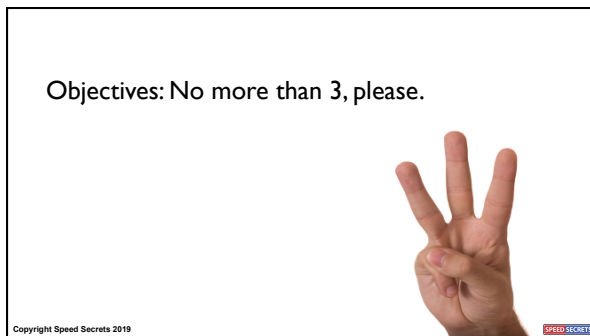 Objectives: No more than 3, please.
Copyright Speed Secrets 2019
SPEED SECRETS